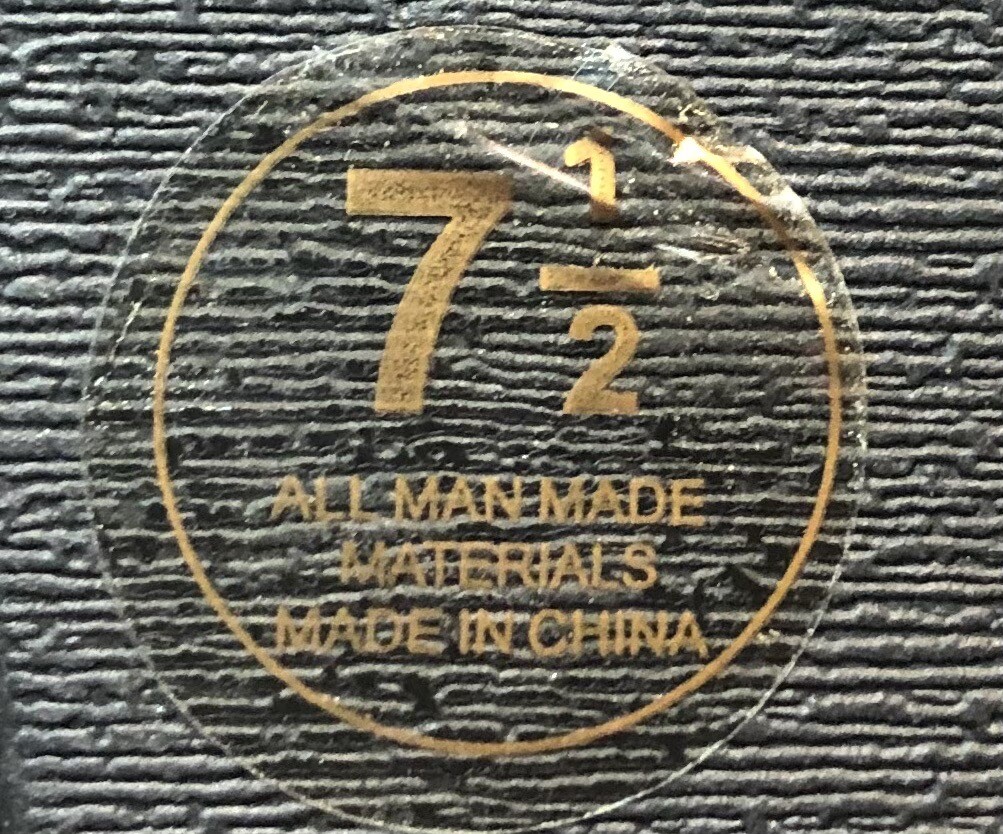 7 1/2
ALL MAN MADE
MATERIALS
MADE IN CHINA